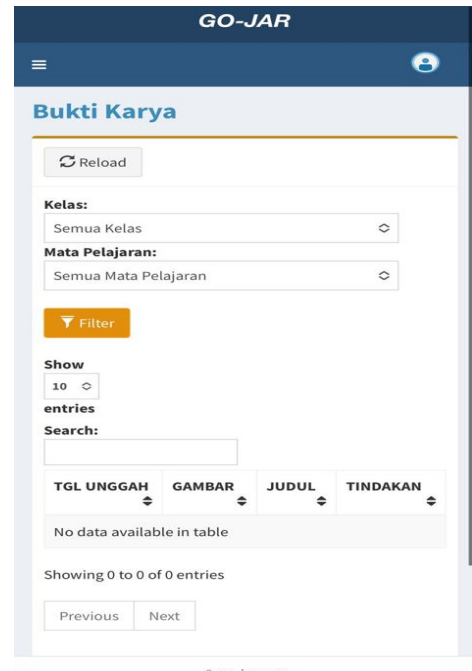 GO-JAR
Bukti Karya
Reload
Kelas:
Semua Kelas
Mata Pelajaran:
Semua Mata Pelajaran
Filter
Show
10
entries
Search:
TGL UNGGAH GAMBAR JUDUL TINDAKAN
No data available in table
Showing 0 to 0 of 0 entries
Previous Next